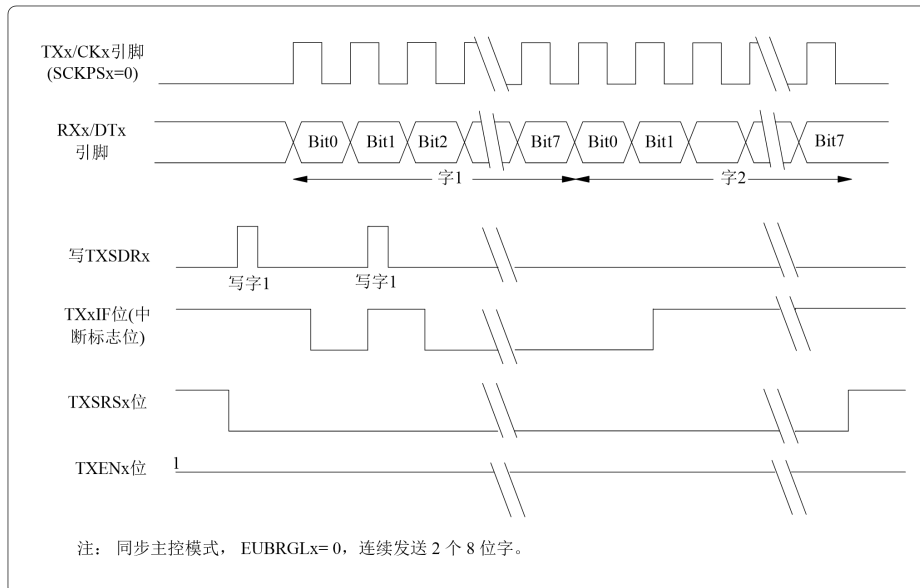 TXx/CKx引脚
(SCKPSx=0)
RXx/DTx
引脚
Bit0 Bit1 Bit2 Bit7 Bit0 Bit1 Bit7
字1 字2
写TXSDRx
写字1 写字1
TXxIF位(中
断标志位)
TXSRSx位
TXENx位 1
注： 同步主控模式， EUBRGLx= 0，连续发送 2 个 8 位字。